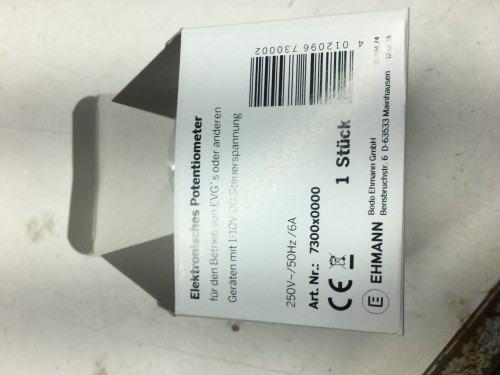 Elektronisches Potentiometer
für den Betrieb von EVG's oder anderen
Geräten mit 1-10V DC Steuerspannung
250V~/50Hz/6A
Art. Nr.: 7300x0000
1 Stück
CE
EHMANN
Bodo Ehmann GmbH
Bensbruchstr. 6 D-63533 Mainhausen
4 012096 730002